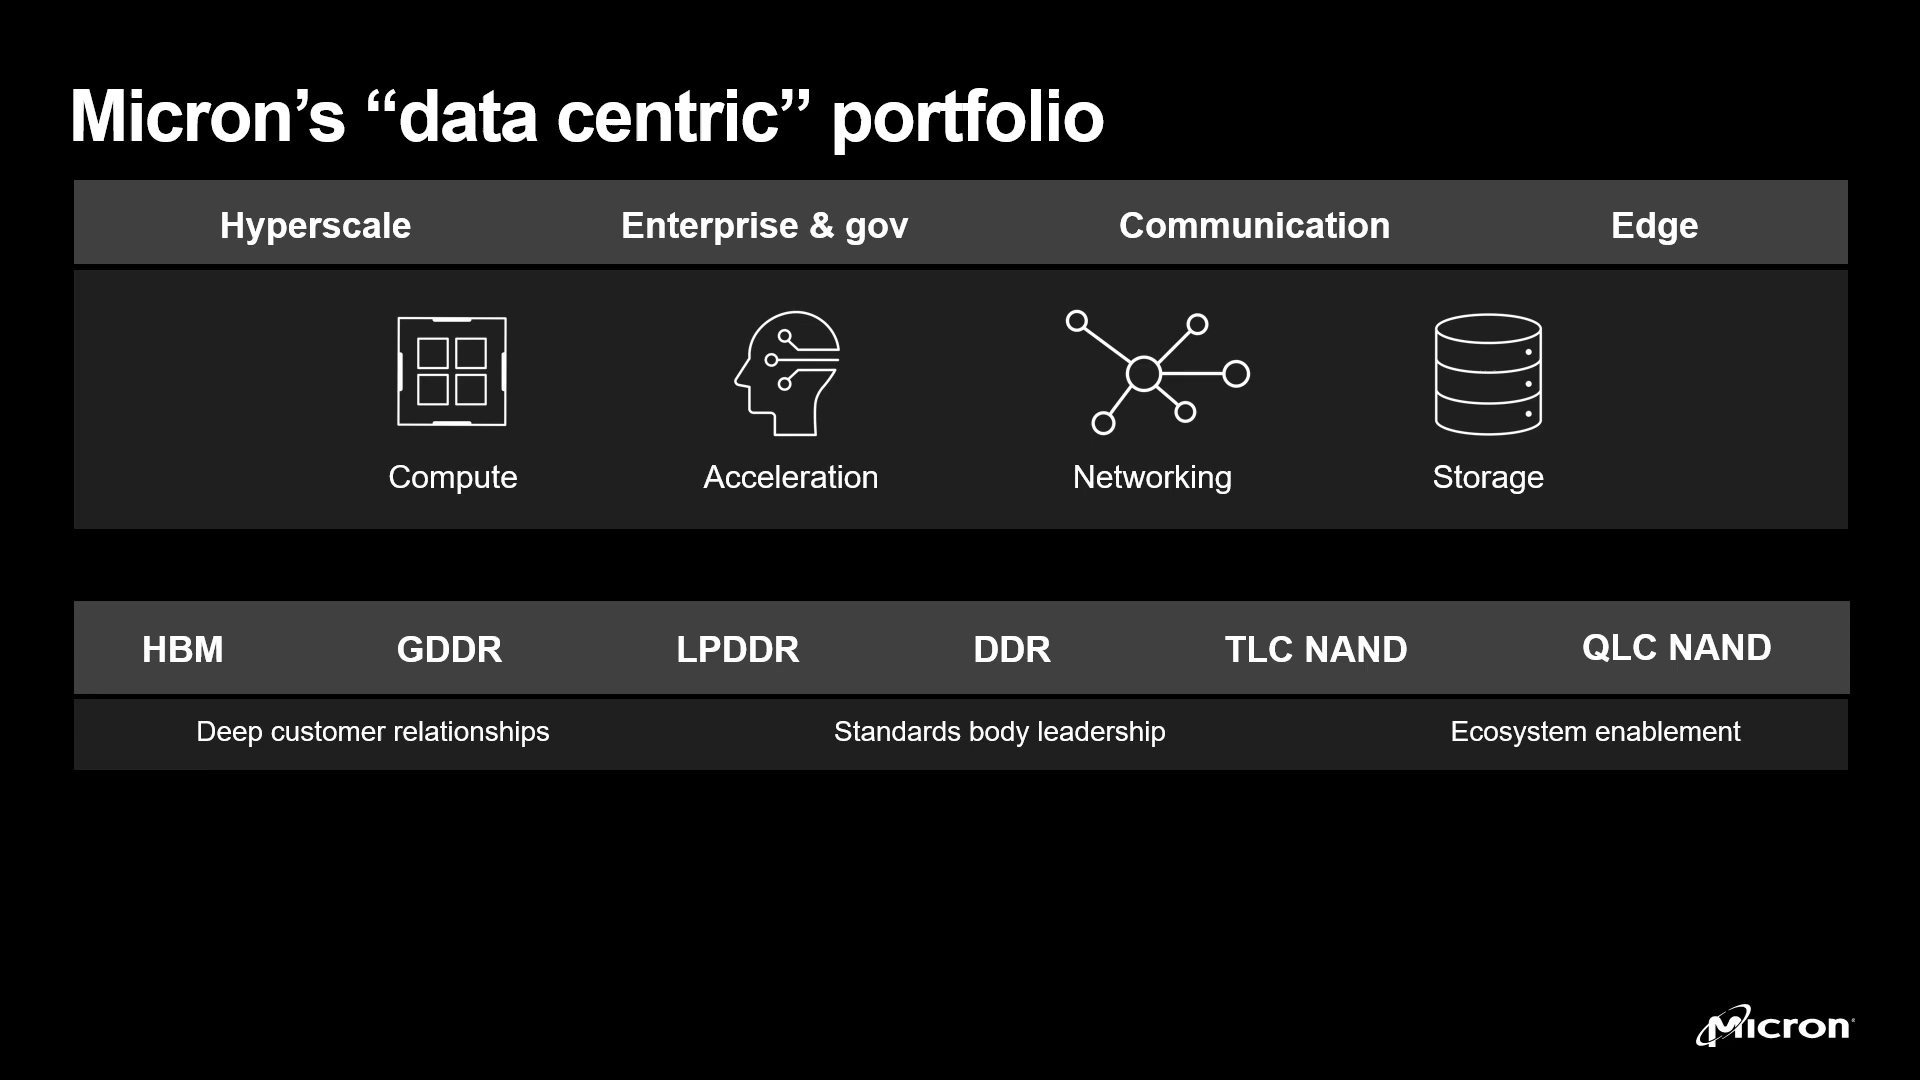 Micron’s “data centric” portfolio
Hyperscale Enterprise & gov Communication Edge
Compute Acceleration Networking Storage
HBM GDDR LPDDR DDR TLC NAND QLC NAND
Deep customer relationships Standards body leadership Ecosystem enablement
Micron